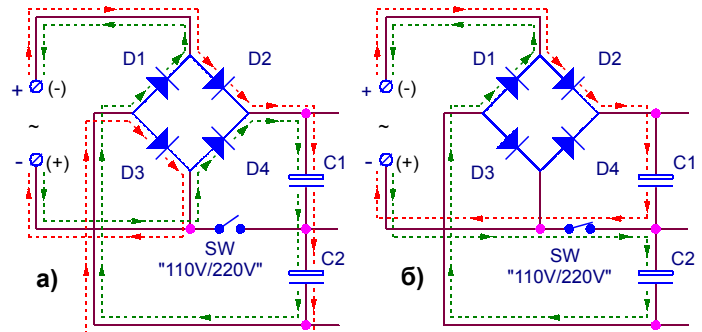 D1 D2
+ (-)
~
- (+)
D3 D4
C1
SW
"110V/220V"
C2
а)
D1 D2
+ (-)
~
- (+)
D3 D4
C1
SW
"110V/220V"
C2
б)